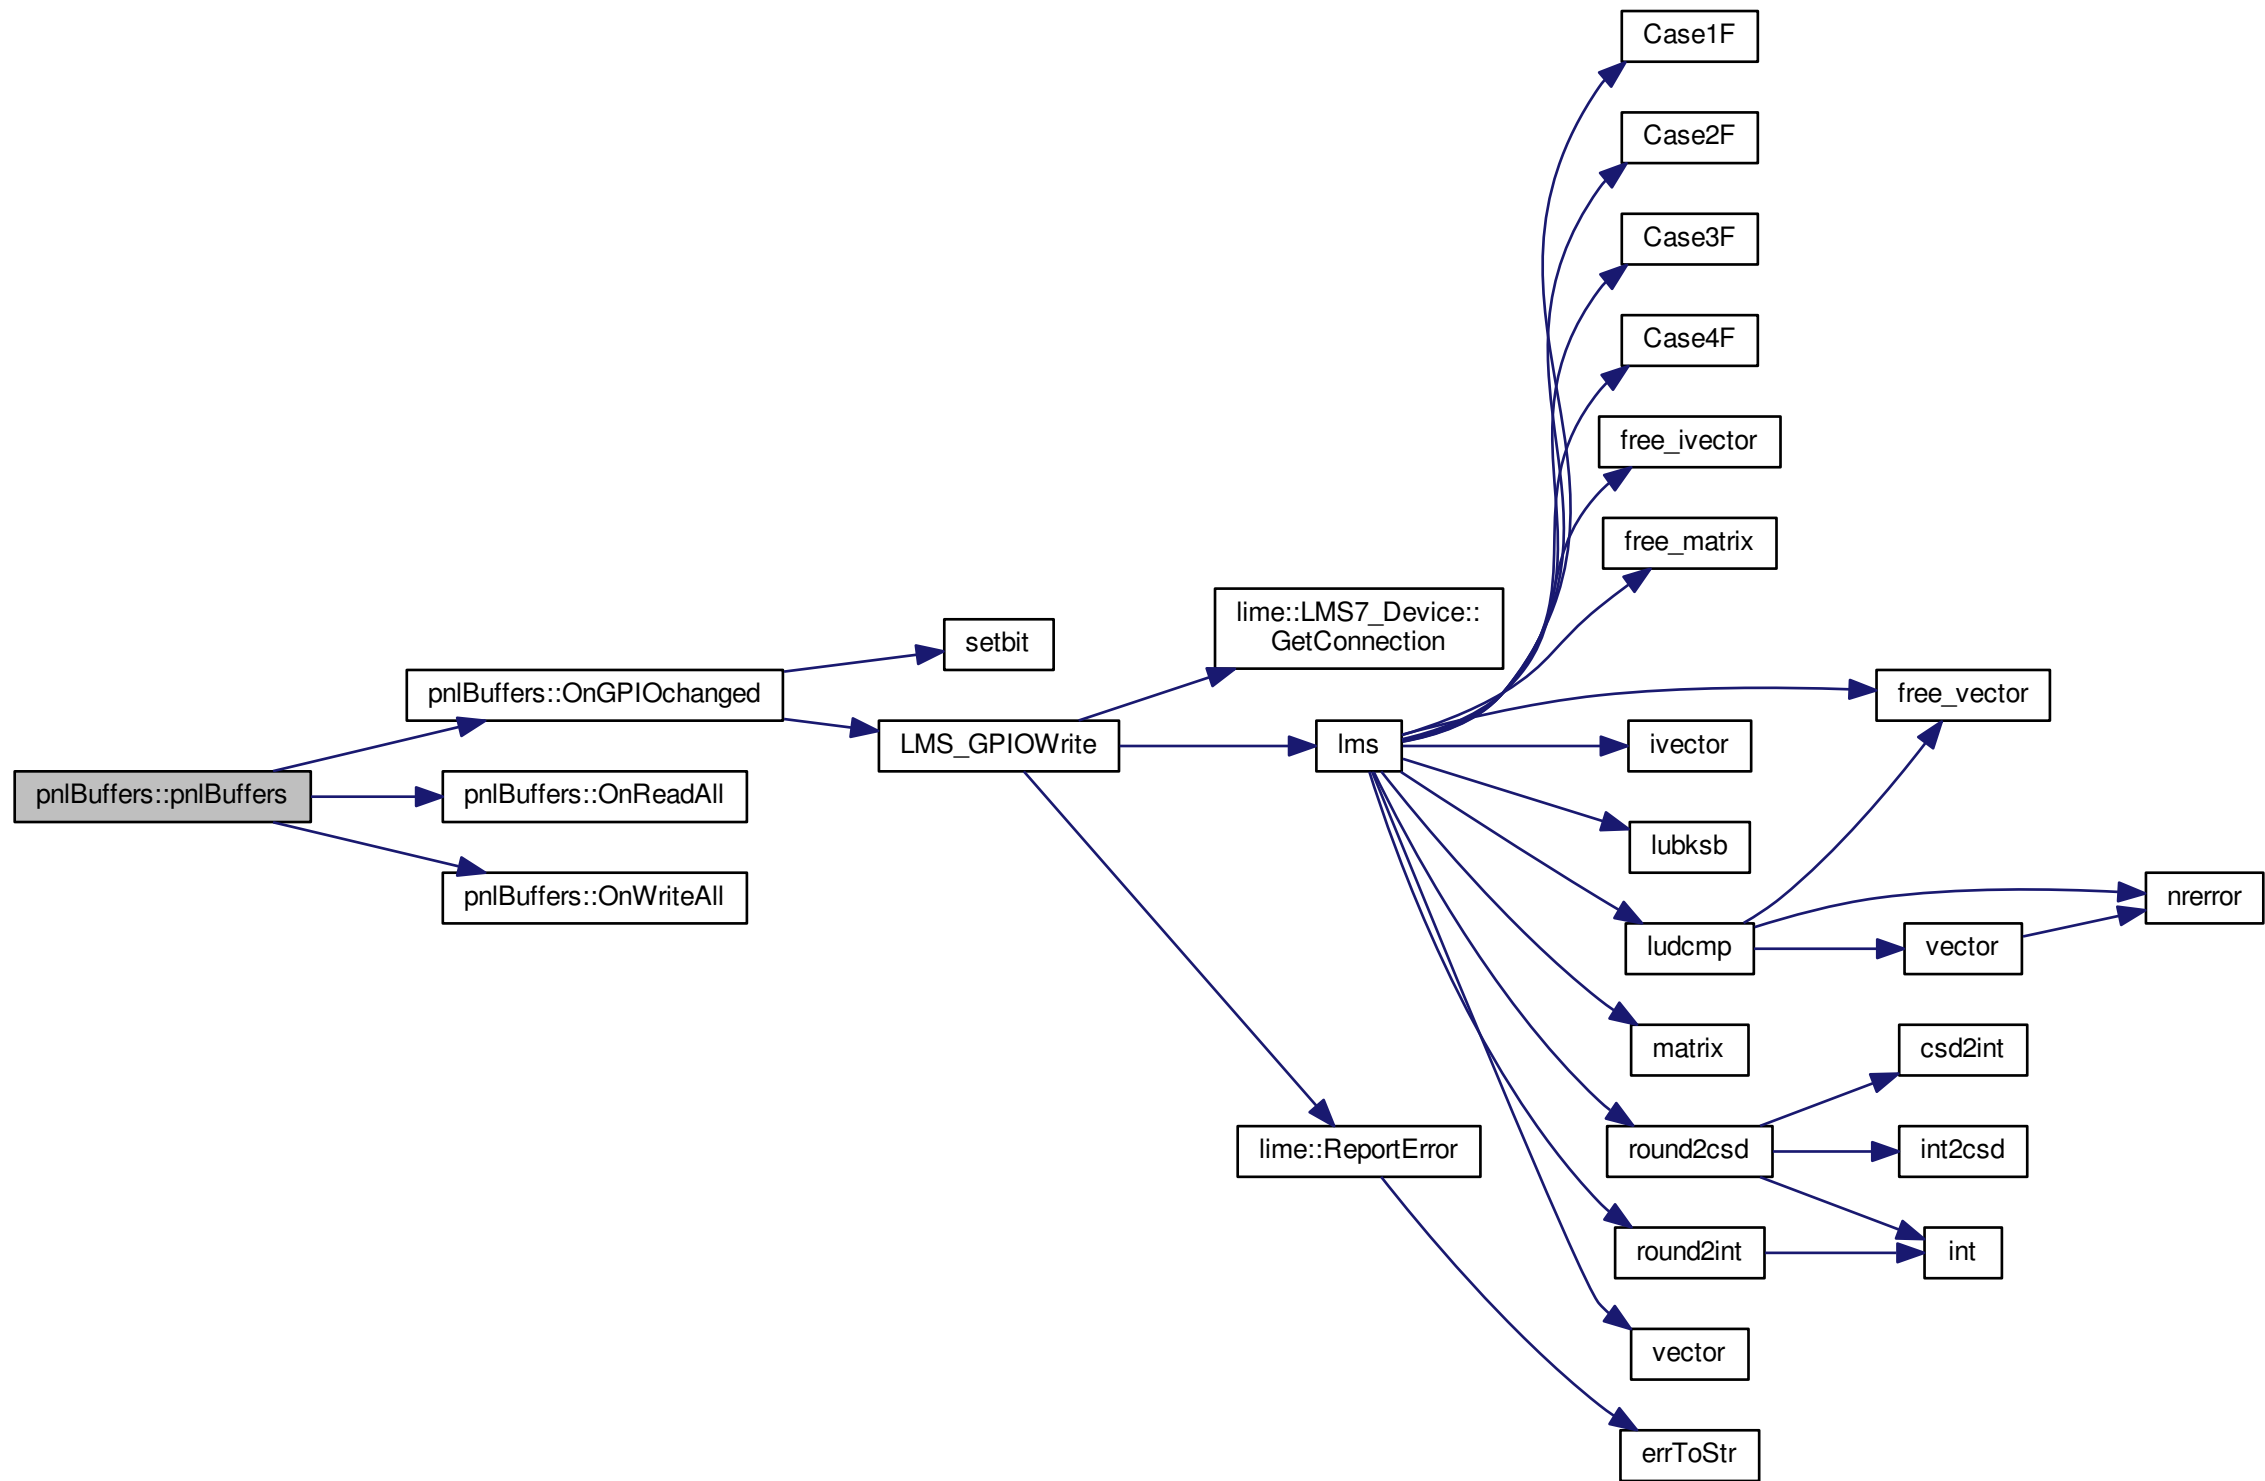 Case1F
Case2F
Case3F
Case4F
free_ivector
free_matrix
lime::LMS7_Device::
GetConnection
setbit
pnlBuffers::OnGPIOchanged
free_vector
LMS_GPIOWrite
lms
ivector
pnlBuffers::pnlBuffers
pnlBuffers::OnReadAll
lubksb
pnlBuffers::OnWriteAll
nrerror
ludcmp
vector
matrix
csd2int
lime::ReportError
round2csd
int2csd
round2int
int
vector
errToStr